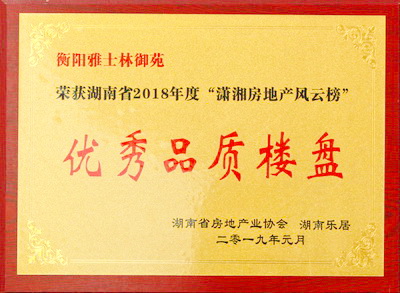 衡阳雅士林御苑
荣获湖南省2018年度“潇湘房地产风云榜”
优秀品质楼盘
湖南省房地产业协会 湖南乐居
二零一九年元月